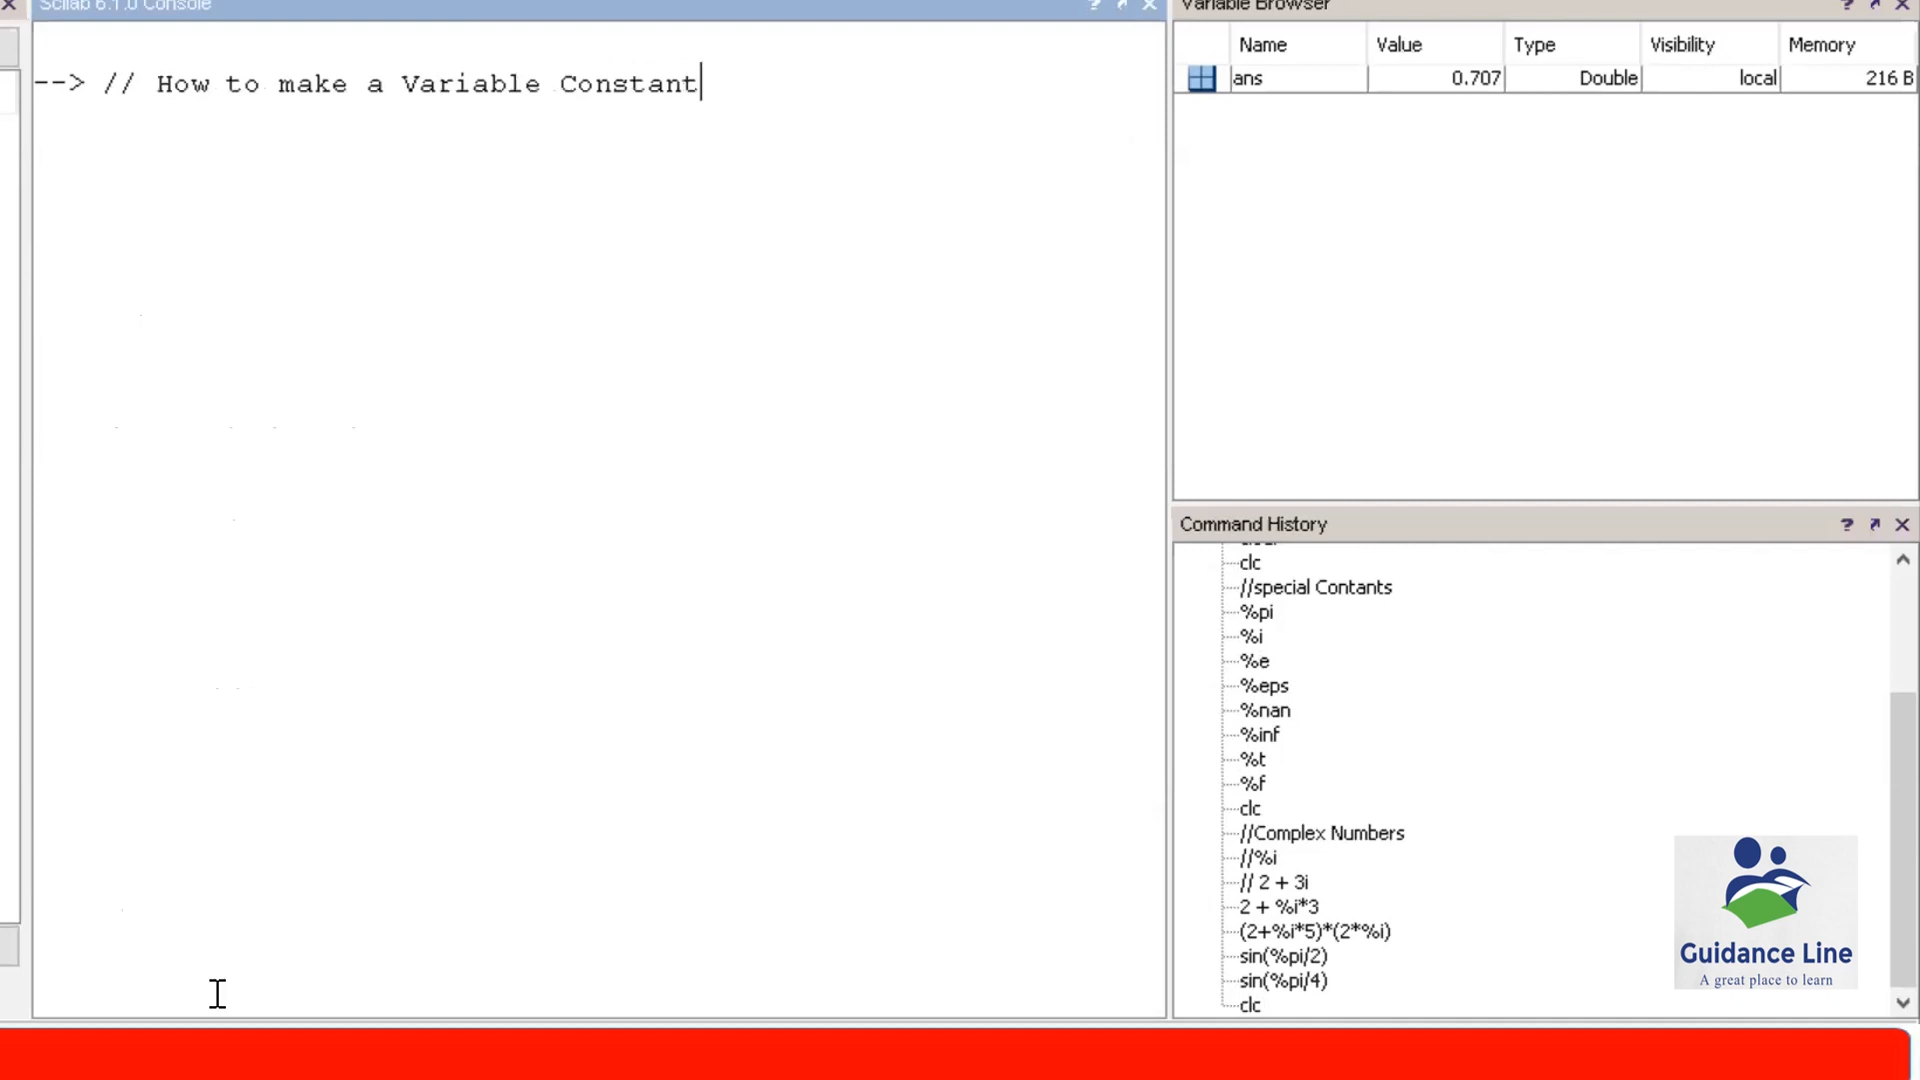 Scilab 6.1.0 Console
--> // How to make a Variable Constant
Variable Browser
Name Value Type Visibility Memory
ans 0.707 Double local 216 B
Command History
clc
//special Contants
%pi
%i
%e
%eps
%nan
%inf
%t
%f
clc
//Complex Numbers
//%i
// 2 + 3i
2 + %i*3
(2+%i*5)*(2*%i)
sin(%pi/2)
sin(%pi/4)
clc
Guidance Line
A great place to learn